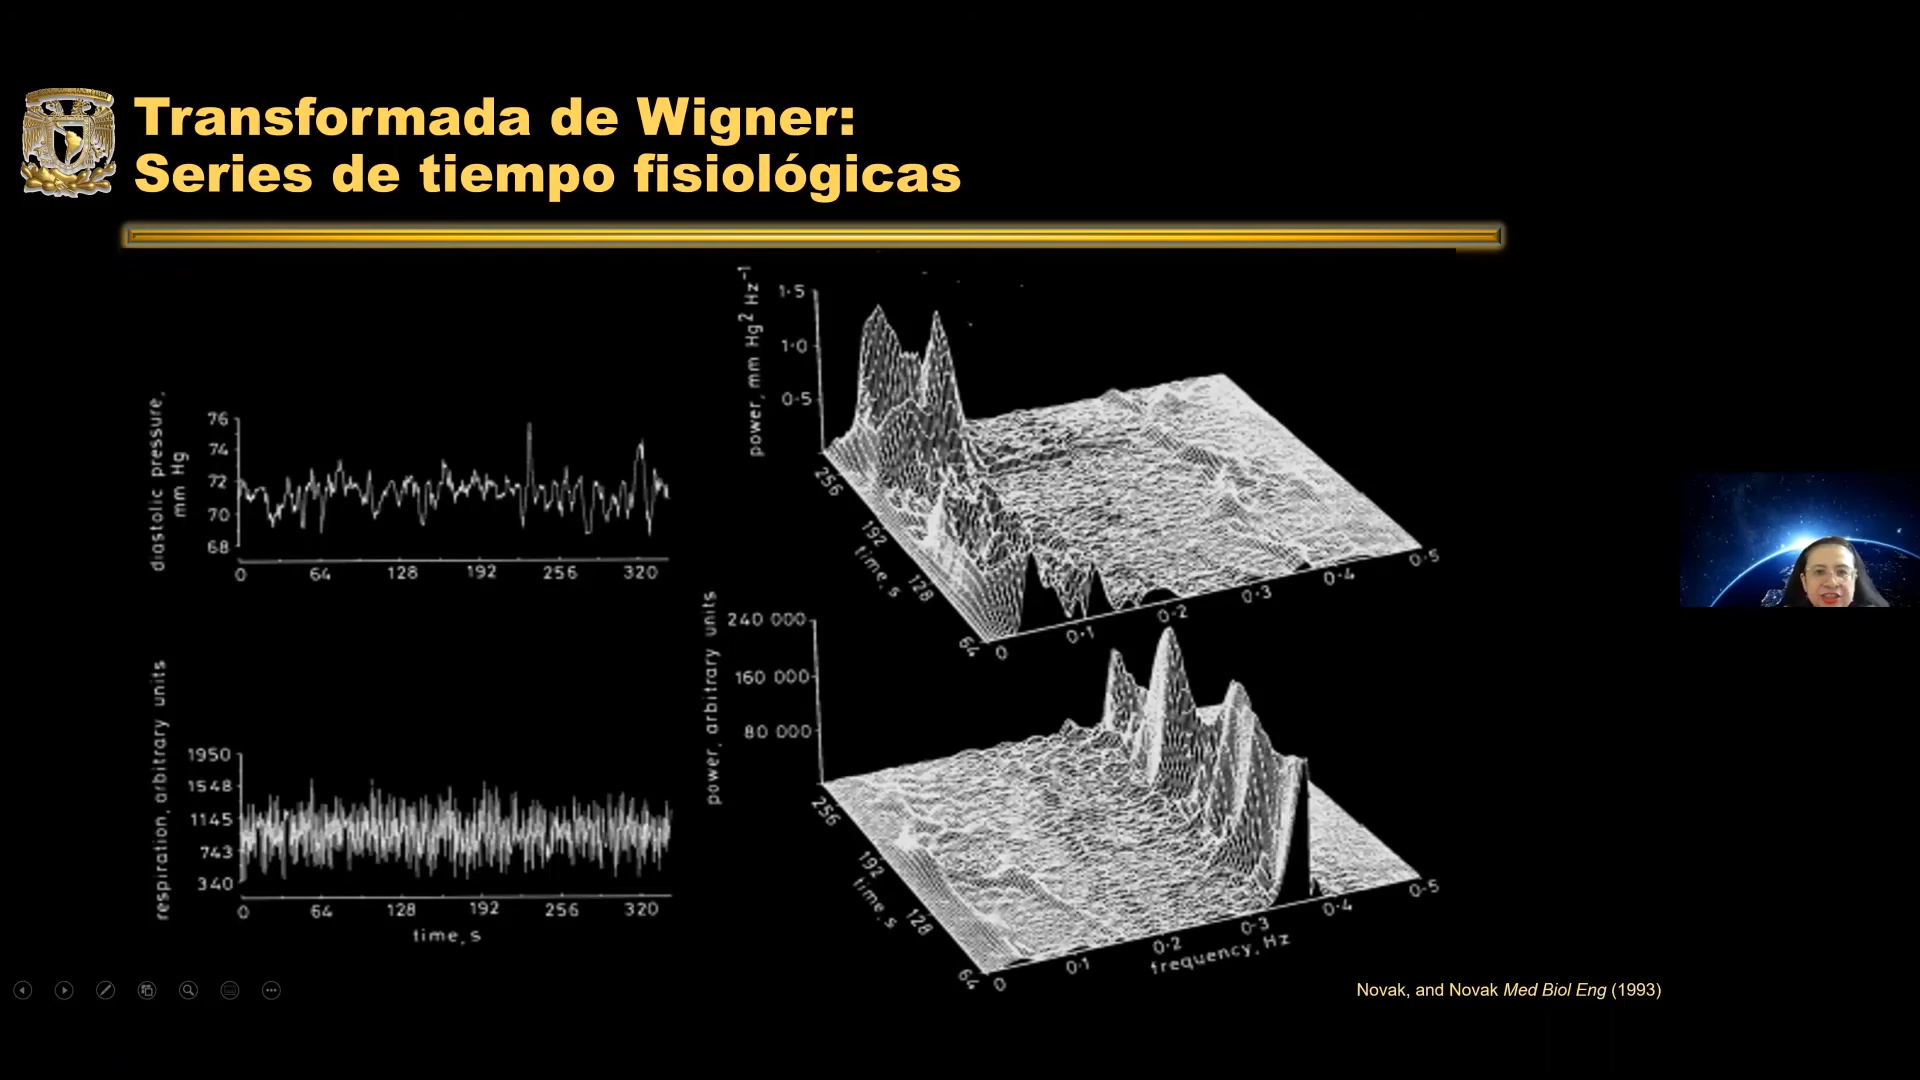 Transformada de Wigner:
Series de tiempo fisiológicas
diastolic pressure,
mm Hg
76
74
72
70
68
0 64 128 192 256 320
power, mm Hg² Hz⁻¹
1·5
1·0
0·5
256
192
128
64
time, s
0 0·1 0·2 0·3 0·4 0·5
respiration, arbitrary units
1950
1548
1145
743
340
0 64 128 192 256 320
time, s
power, arbitrary units
240 000
160 000
80 000
256
192
128
64
time, s
0 0·1 0·2 0·3 0·4 0·5
frequency, Hz
Novak, and Novak Med Biol Eng (1993)